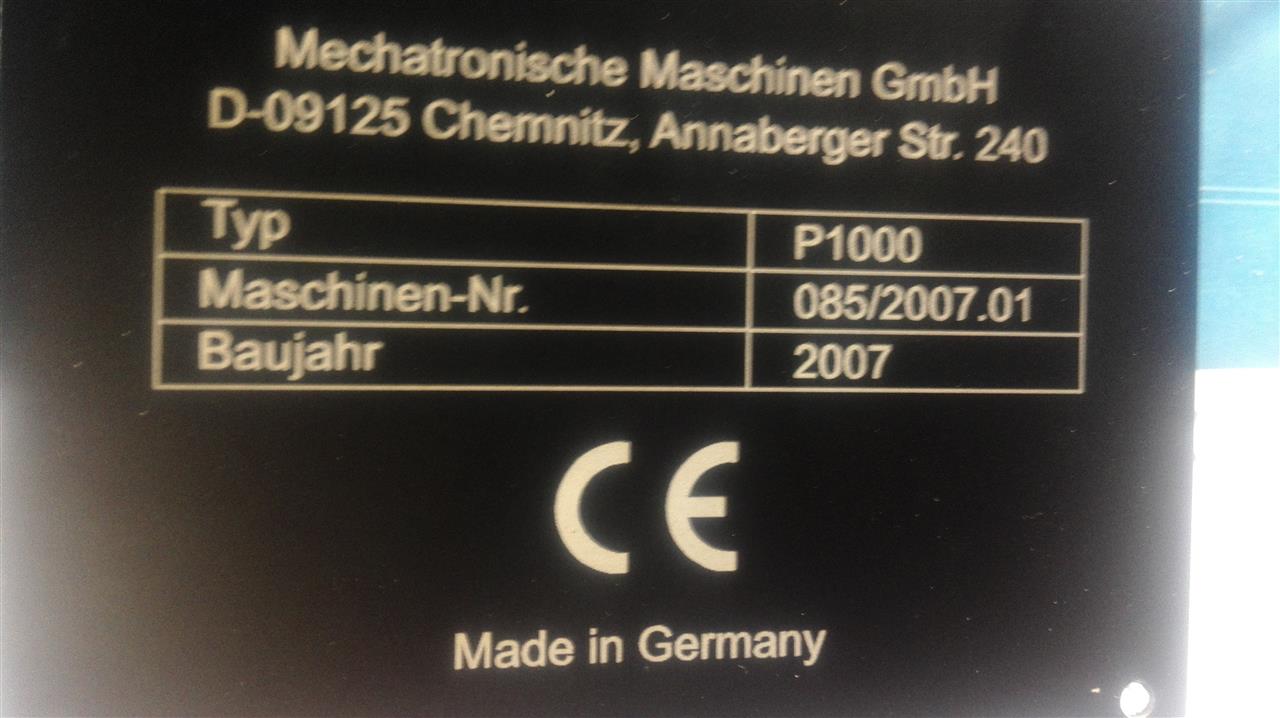 Mechatronische Maschinen GmbH
D-09125 Chemnitz, Annaberger Str. 240
Typ P1000
Maschinen-Nr. 085/2007.01
Baujahr 2007
CE
Made in Germany